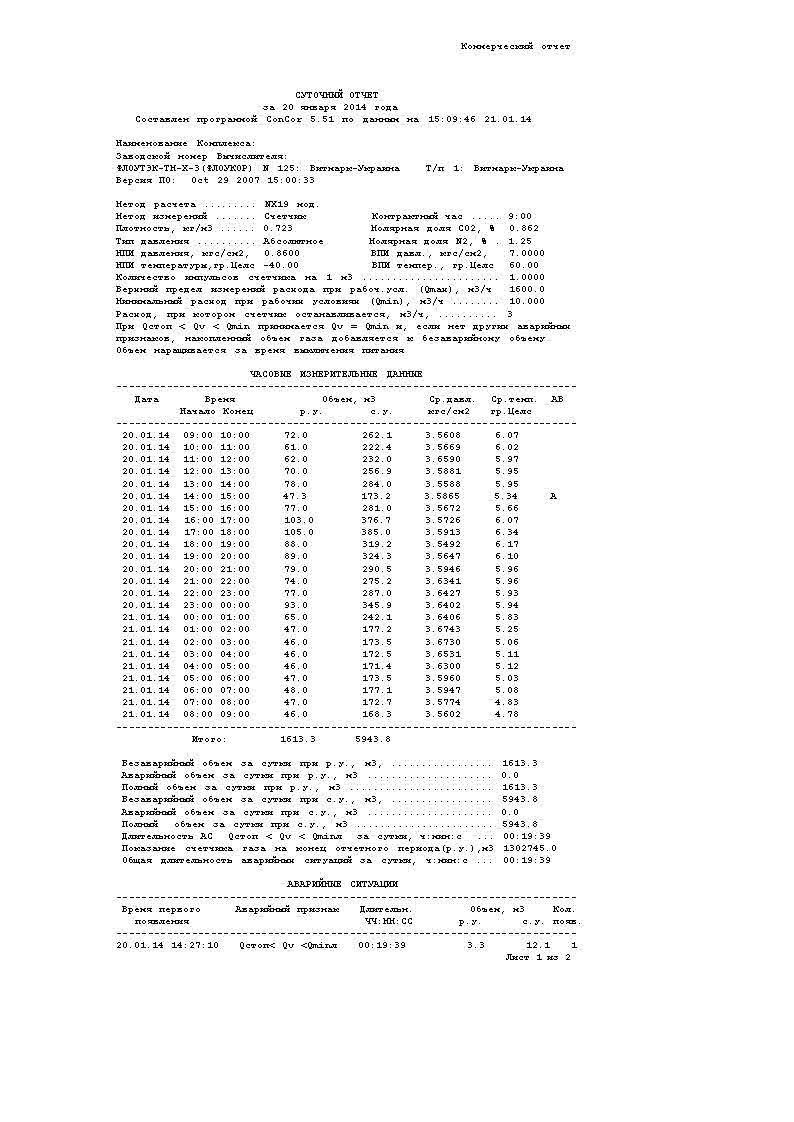 Коммерческий отчет
СУТОЧНЫЙ ОТЧЕТ
за 20 января 2014 года
Составлен программой ConCor 5.51 по данным на 15:09:46 21.01.14
Наименование Комплекса:
Заводской номер Вычислителя:
ФЛОУТЭК-ТМ-X-3(ФЛОУКОР) N 125: Витмарк-Украина Т/п 1: Витмарк-Украина
Версия ПО: Oct 29 2007 15:00:33
Метод расчета ......... NX19 мод.
Метод измерений ....... Счетчик Контрактный час ..... 9:00
Плотность, кг/м3 ...... 0.723 Молярная доля CO2, % 0.862
Тип давления .......... Абсолютное Молярная доля N2, % . 1.25
НПИ давления, кгс/см2, 0.8600 ВПИ давл., кгс/см2, 7.0000
НПИ температуры,гр.Целс -40.00 ВПИ темпер., гр.Целс 60.00
Количество импульсов счетчика на 1 м3 ....................... 1.0000
Верхний предел измерений расхода при рабоч.усл. (Qmax), м3/ч 1600.0
Минимальный расход при рабочих условиях (Qmin), м3/ч ........ 10.000
Расход, при котором счетчик останавливается, м3/ч, .......... 3
При Qстоп < Qv < Qmin принимается Qv = Qmin и, если нет других аварийных
признаков, накопленный объем газа добавляется к безаварийному объему.
Объем наращивается за время выключения питания
ЧАСОВЫЕ ИЗМЕРИТЕЛЬНЫЕ ДАННЫЕ
Дата Время Объем, м3 Ср.давл. Ср.темп. АВ
Начало Конец р.у. с.у. кгс/см2 гр.Целс
20.01.14 09:00 10:00 72.0 262.1 3.5608 6.07
20.01.14 10:00 11:00 61.0 222.4 3.5669 6.02
20.01.14 11:00 12:00 62.0 232.0 3.6590 5.97
20.01.14 12:00 13:00 70.0 256.9 3.5881 5.95
20.01.14 13:00 14:00 78.0 284.0 3.5588 5.95
20.01.14 14:00 15:00 47.3 173.2 3.5865 5.34 А
20.01.14 15:00 16:00 77.0 281.0 3.5672 5.66
20.01.14 16:00 17:00 103.0 376.7 3.5726 6.07
20.01.14 17:00 18:00 105.0 385.0 3.5913 6.34
20.01.14 18:00 19:00 88.0 319.2 3.5492 6.17
20.01.14 19:00 20:00 89.0 324.3 3.5647 6.10
20.01.14 20:00 21:00 79.0 290.5 3.5946 5.96
20.01.14 21:00 22:00 74.0 275.2 3.6341 5.96
20.01.14 22:00 23:00 77.0 287.0 3.6427 5.93
20.01.14 23:00 00:00 93.0 345.9 3.6402 5.94
21.01.14 00:00 01:00 65.0 242.1 3.6406 5.83
21.01.14 01:00 02:00 47.0 177.2 3.6743 5.25
21.01.14 02:00 03:00 46.0 173.5 3.6730 5.06
21.01.14 03:00 04:00 46.0 172.5 3.6531 5.11
21.01.14 04:00 05:00 46.0 171.4 3.6300 5.12
21.01.14 05:00 06:00 47.0 173.5 3.5960 5.03
21.01.14 06:00 07:00 48.0 177.1 3.5947 5.08
21.01.14 07:00 08:00 47.0 172.7 3.5774 4.83
21.01.14 08:00 09:00 46.0 168.3 3.5602 4.78
Итого: 1613.3 5943.8
Безаварийный объем за сутки при р.у., м3, ................. 1613.3
Аварийный объем за сутки при р.у., м3 ..................... 0.0
Полный объем за сутки при р.у., м3 ........................ 1613.3
Безаварийный объем за сутки при с.у., м3, ................. 5943.8
Аварийный объем за сутки при с.у., м3 ..................... 0.0
Полный объем за сутки при с.у., м3 ....................... 5943.8
Длительность АС Qстоп < Qv < Qminл за сутки, ч:мин:с ... 00:19:39
Показание счетчика газа на конец отчетного периода(р.у.),м3 1302745.0
Общая длительность аварийных ситуаций за сутки, ч:мин:с ... 00:19:39
АВАРИЙНЫЕ СИТУАЦИИ
Время первого Аварийный признак Длительн. Объем, м3 Кол.
появления ЧЧ:ММ:СС р.у. с.у. появ.
20.01.14 14:27:10 Qстоп< Qv <Qminл 00:19:39 3.3 12.1 1
Лист 1 из 2